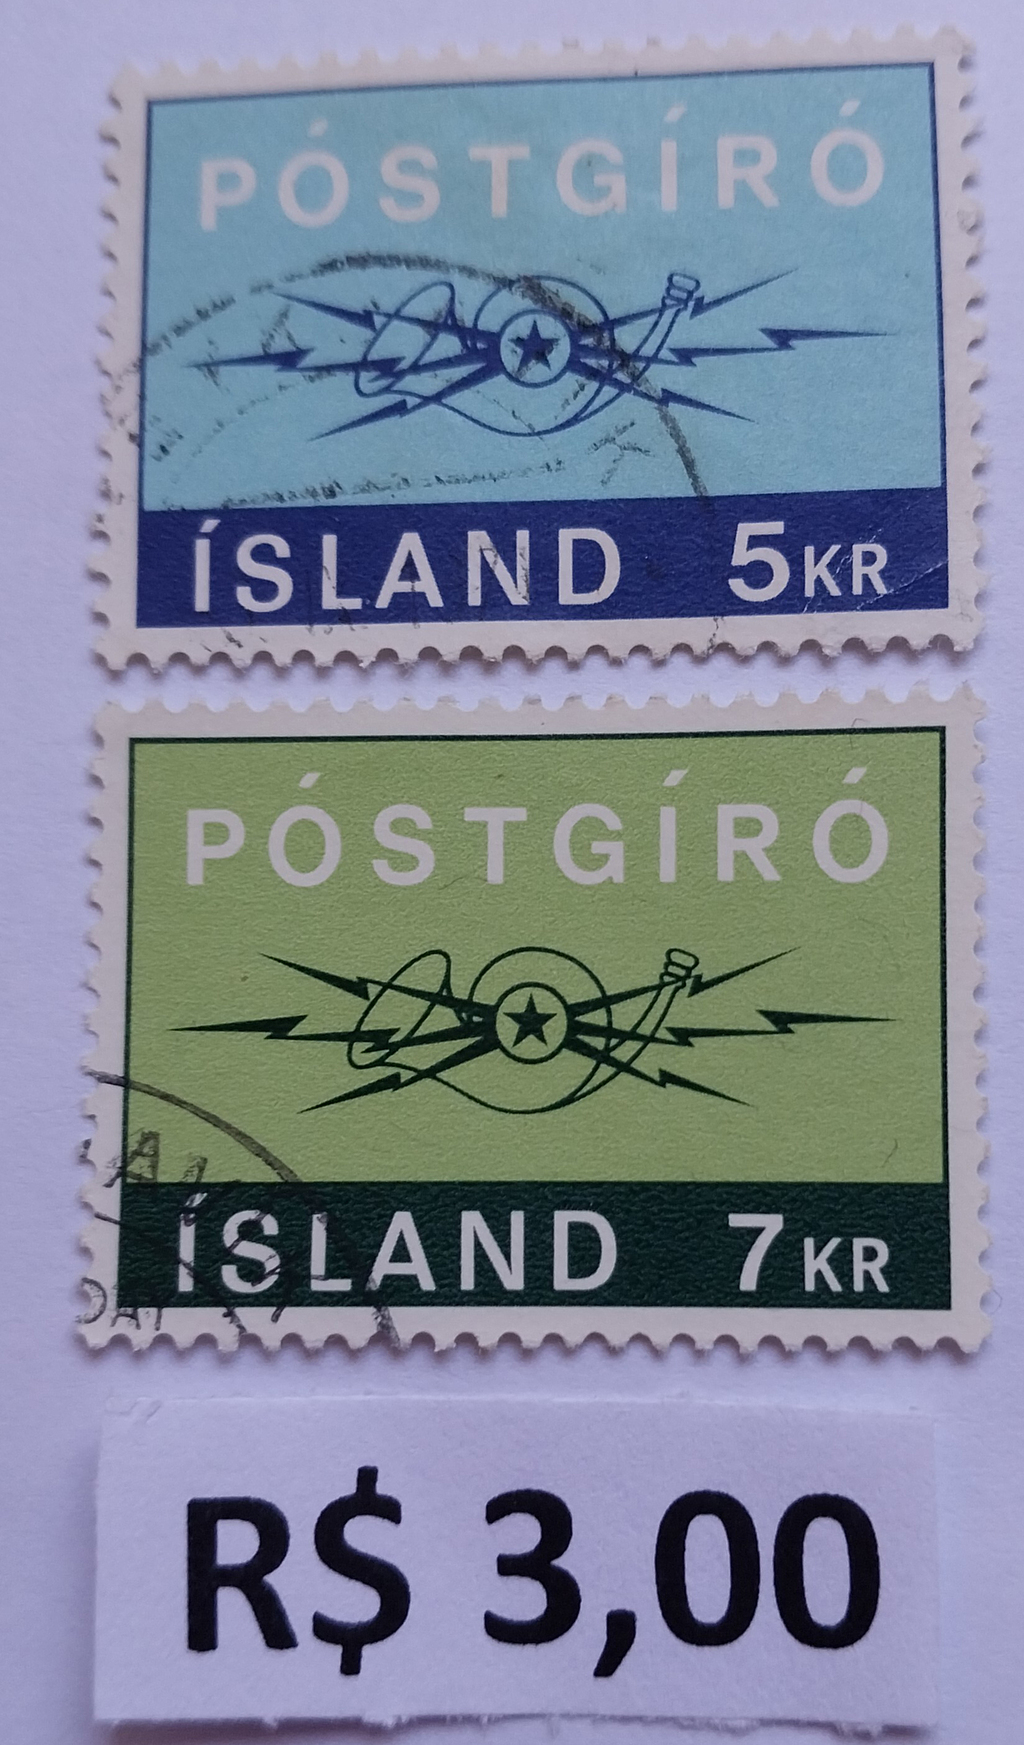 PÓSTGÍRÓ
ÍSLAND 5KR
PÓSTGÍRÓ
ÍSLAND 7KR
R$ 3,00